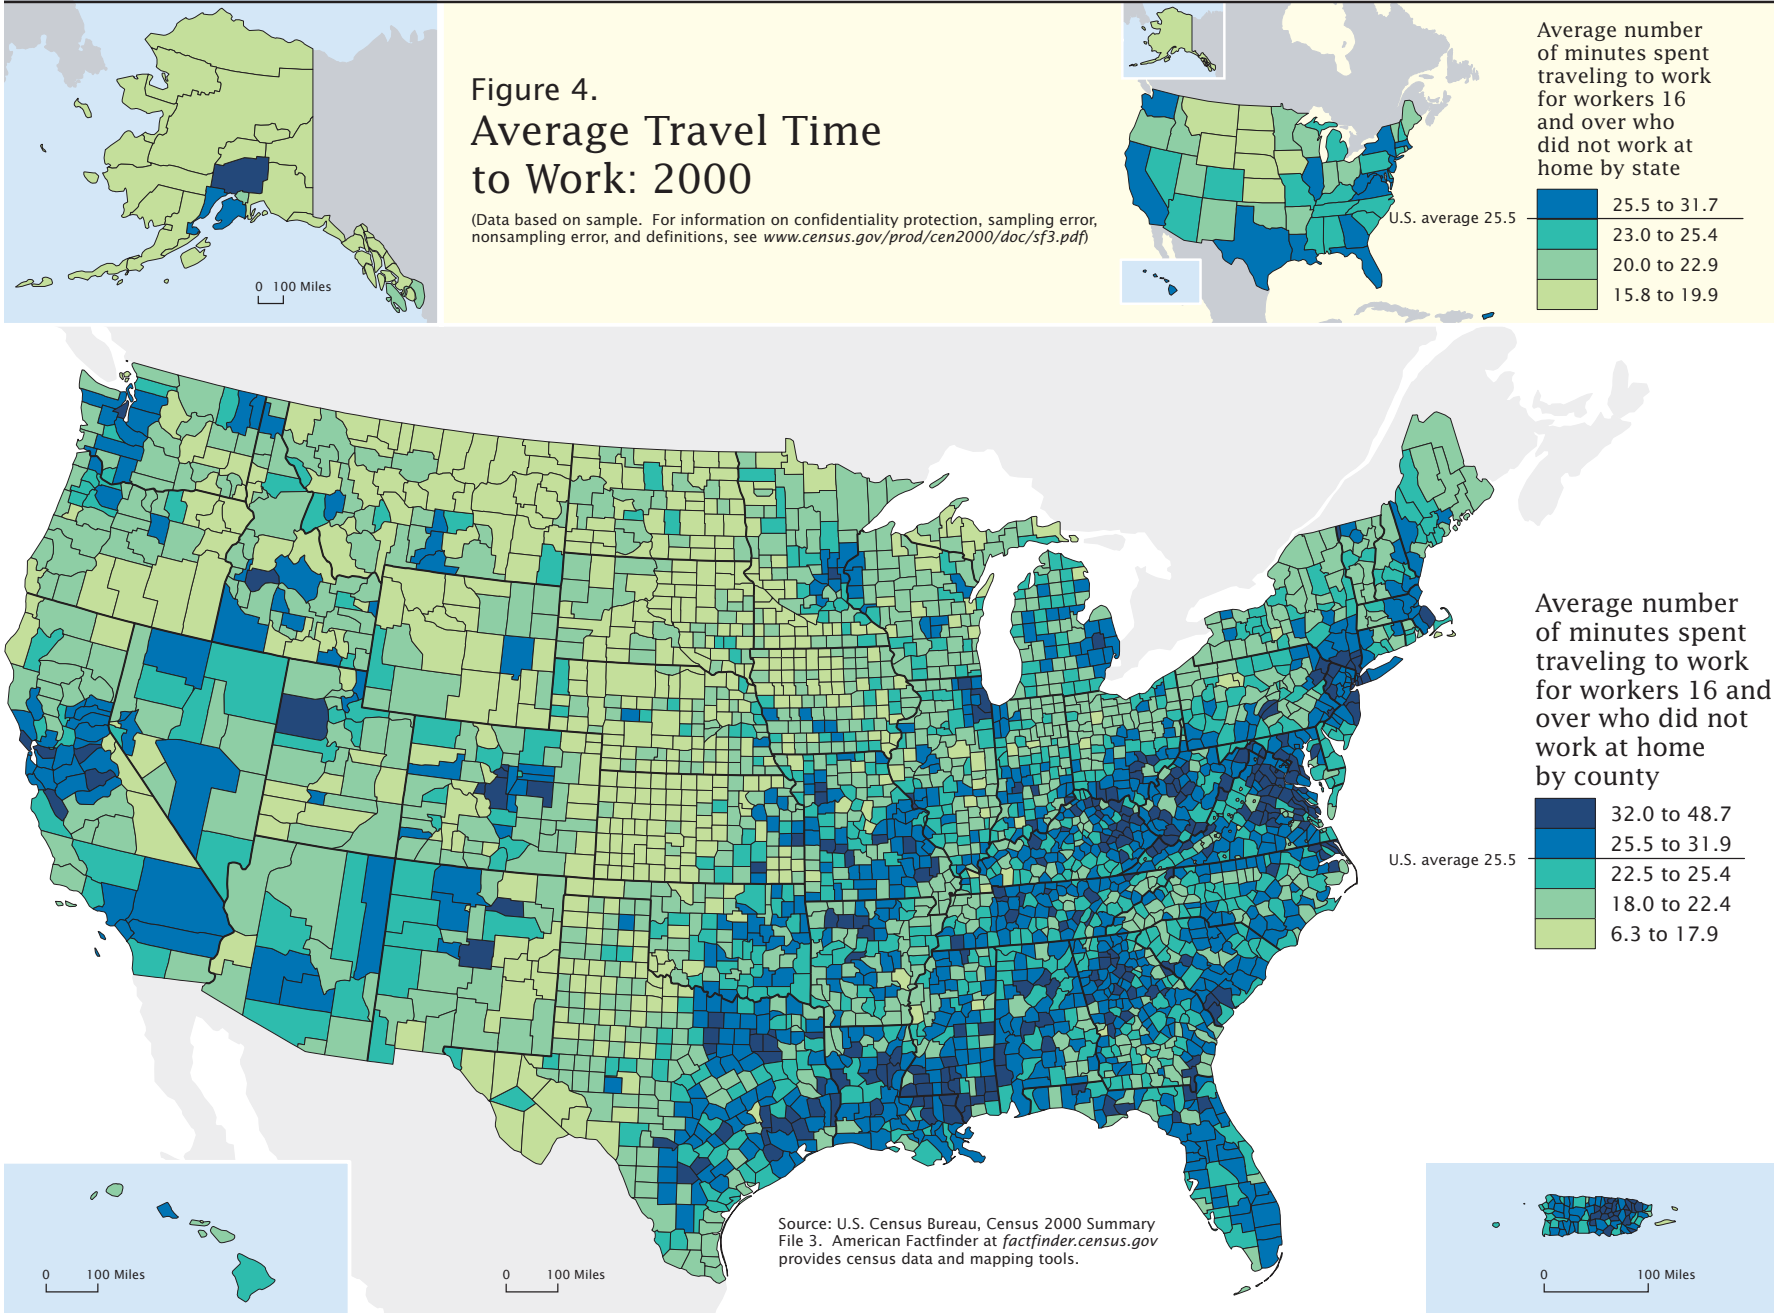 Figure 4.
Average Travel Time
to Work: 2000
(Data based on sample. For information on confidentiality protection, sampling error,
nonsampling error, and definitions, see www.census.gov/prod/cen2000/doc/sf3.pdf)
0 100 Miles
Average number
of minutes spent
traveling to work
for workers 16
and over who
did not work at
home by state
25.5 to 31.7
U.S. average 25.5
23.0 to 25.4
20.0 to 22.9
15.8 to 19.9
Average number
of minutes spent
traveling to work
for workers 16 and
over who did not
work at home
by county
32.0 to 48.7
25.5 to 31.9
U.S. average 25.5
22.5 to 25.4
18.0 to 22.4
6.3 to 17.9
Source: U.S. Census Bureau, Census 2000 Summary
File 3. American Factfinder at factfinder.census.gov
provides census data and mapping tools.
0 100 Miles
0 100 Miles
0 100 Miles